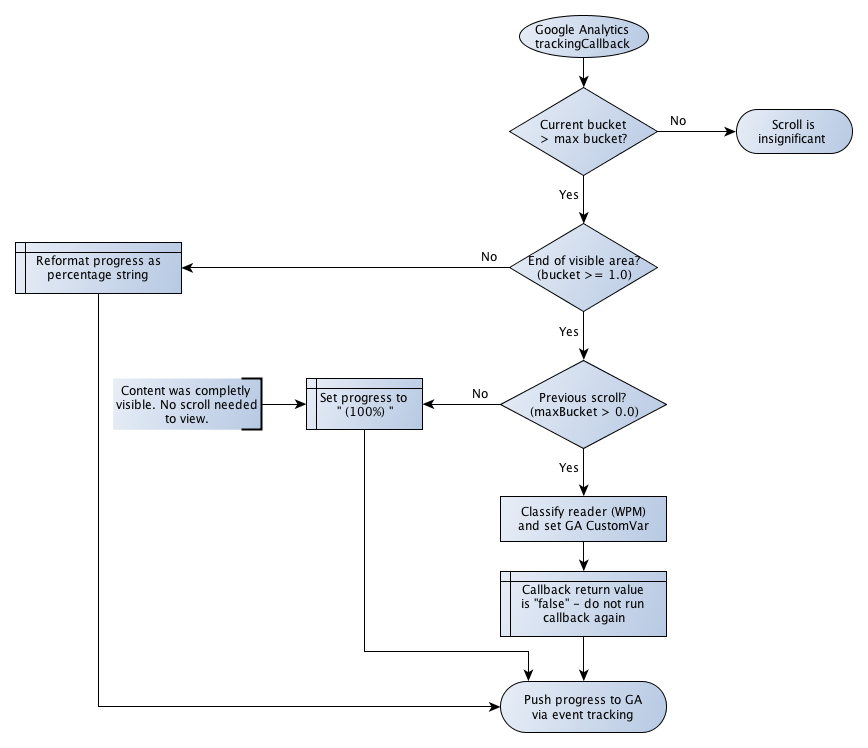 Google Analytics
trackingCallback
Current bucket
> max bucket?
No
Scroll is
insignificant
Yes
End of visible area?
(bucket >= 1.0)
No
Reformat progress as
percentage string
Yes
Previous scroll?
(maxBucket > 0.0)
No
Set progress to
" (100%) "
Content was completly
visible. No scroll needed
to view.
Yes
Classify reader (WPM)
and set GA CustomVar
Callback return value
is "false" – do not run
callback again
Push progress to GA
via event tracking